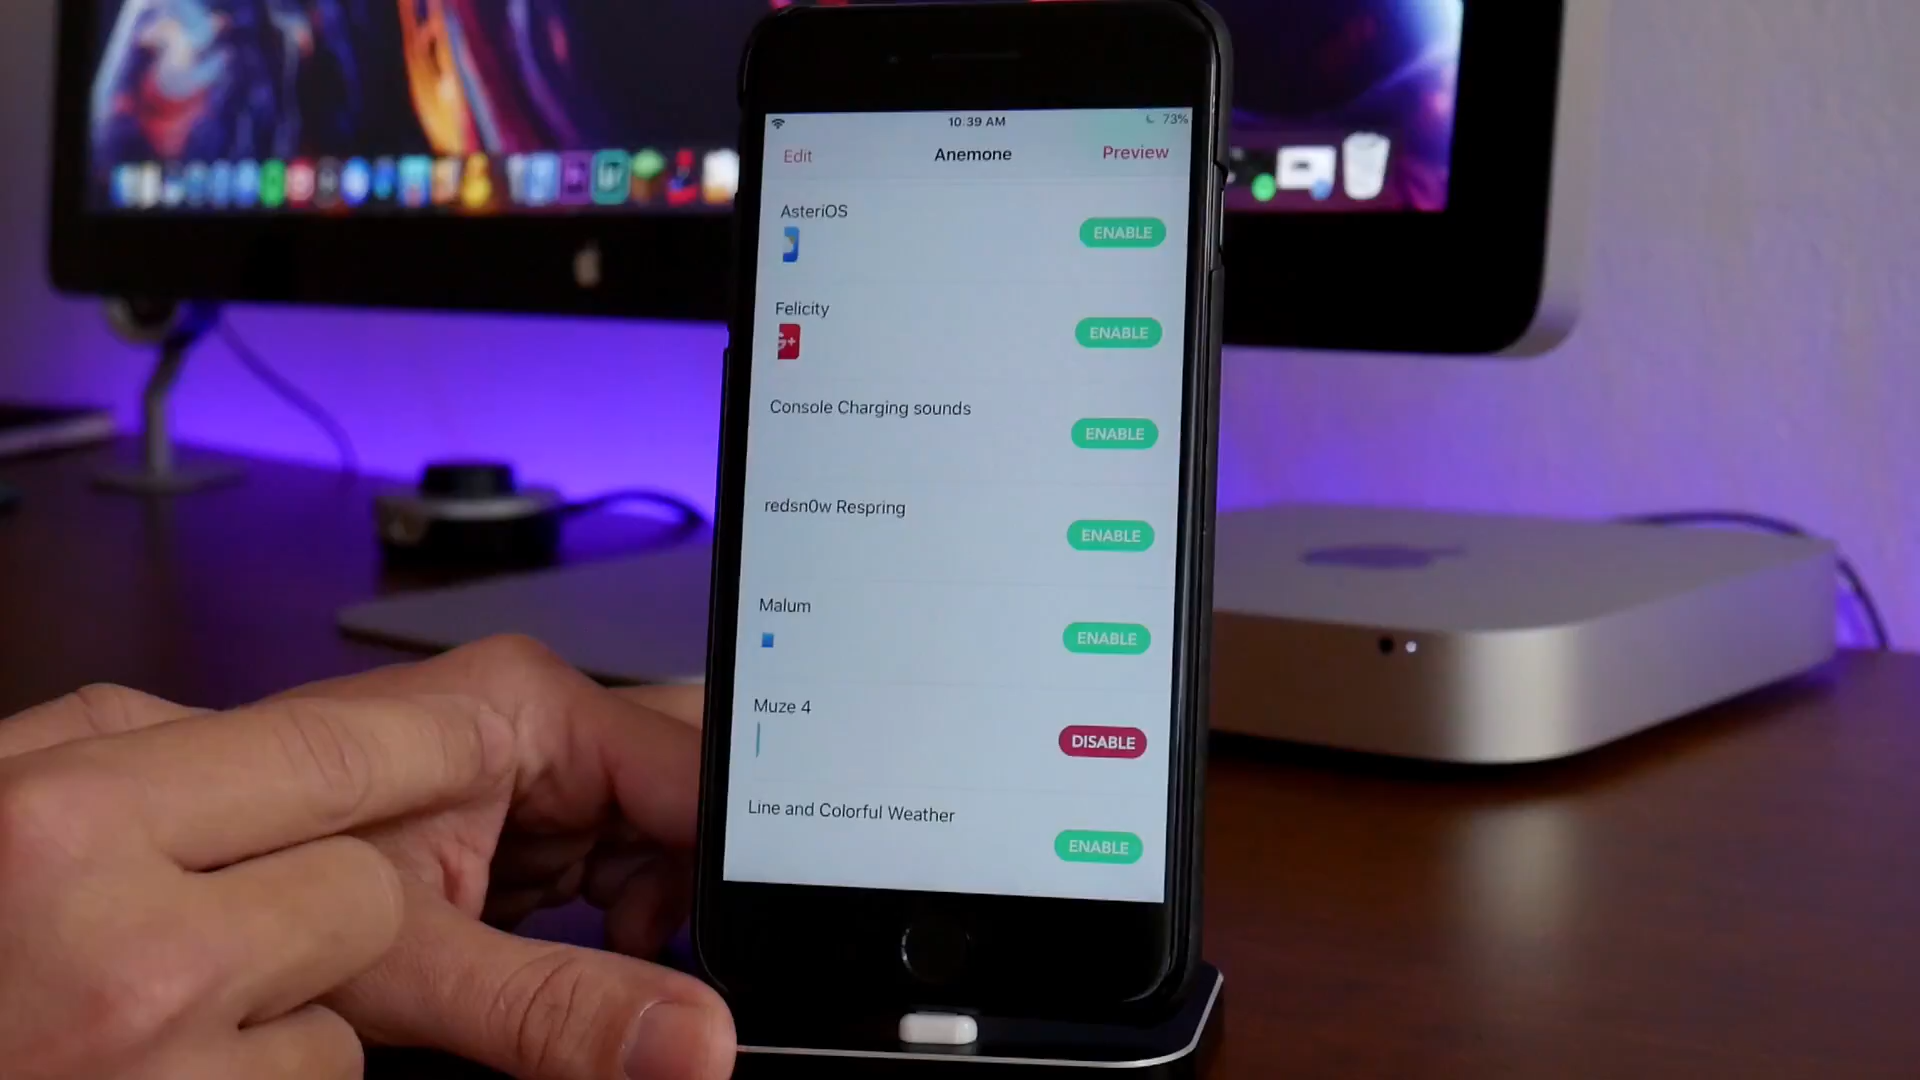 10:39 AM
73%
Edit
Anemone
Preview
AsteriOS
ENABLE
Felicity
G+
ENABLE
Console Charging sounds
ENABLE
redsn0w Respring
ENABLE
Malum
ENABLE
Muze 4
DISABLE
Line and Colorful Weather
ENABLE